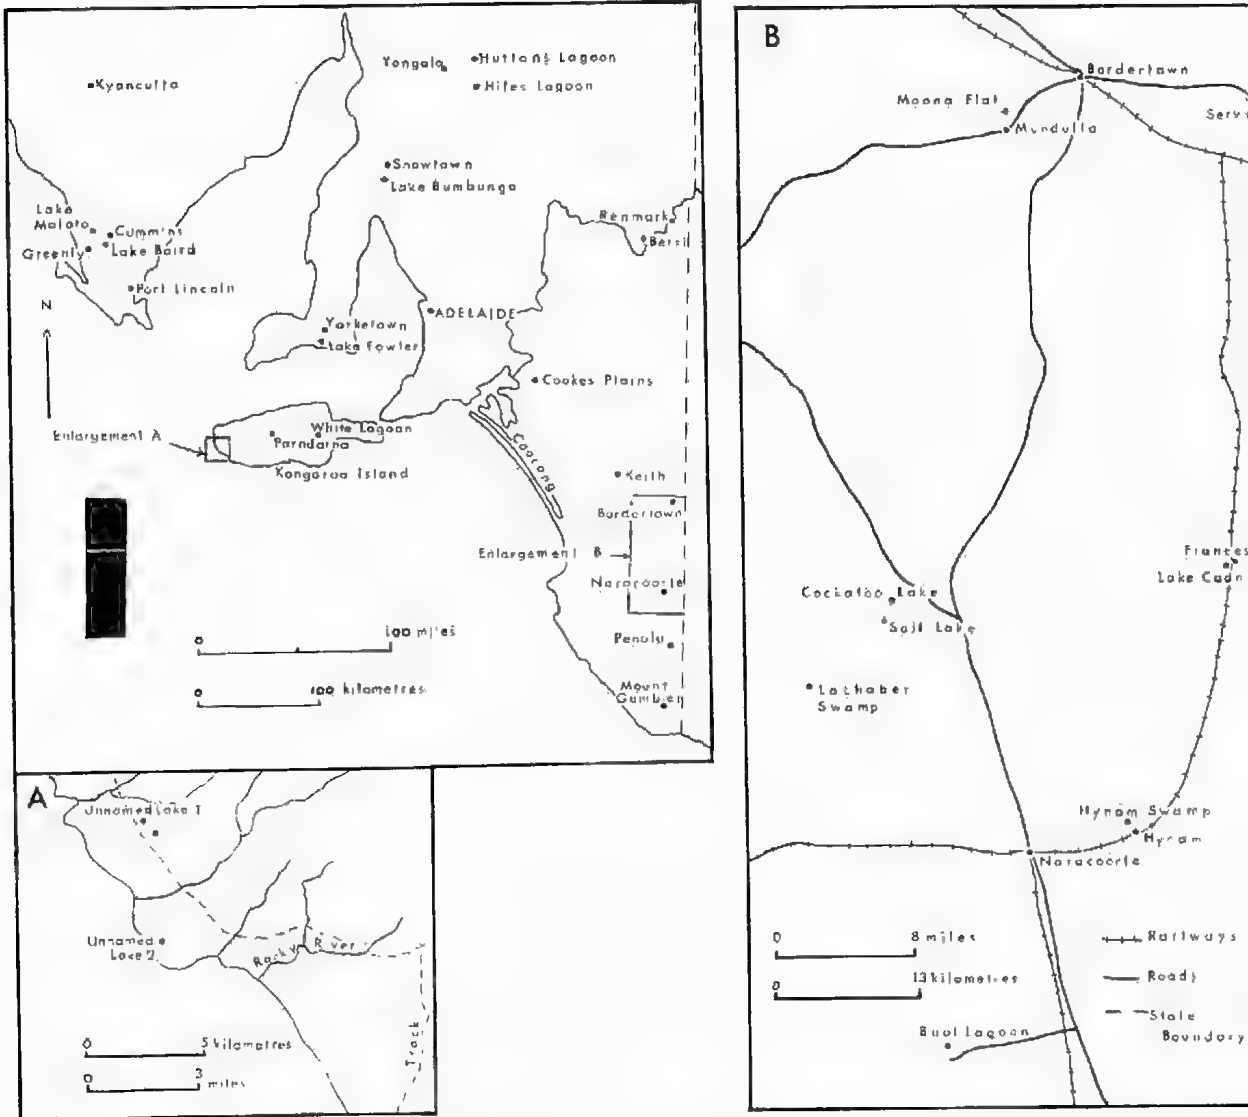 Kyancutta
Yongala
Huttons Lagoon
Hiles Lagoon
Snowtown
Lake Bumbunga
Lake
Malata
Cummins
Greenly
Lake Baird
Port Lincoln
N
Renmark
Berri
ADELAIDE
Yorketown
Lake Fowler
Cookes Plains
Enlargement A
White Lagoon
Parndarna
Kangaroo Island
Coorong
Keith
Bordertown
Enlargement B
Naracoorte
Penola
Mount
Gambier
0 100 miles
0 100 kilometres
A
Unnamed Lake 1
Unnamed
Lake 2
Rocky River
Track
0 5 kilometres
0 3 miles
B
Bordertown
Moona Flat
Mundulla
Servi
Frances
Lake Cadn
Cockatoo Lake
Salt Lake
Lochaber
Swamp
Hynam Swamp
Hynam
Naracoorte
0 8 miles
0 13 kilometres
Railways
Roads
State
Boundary
Bool Lagoon